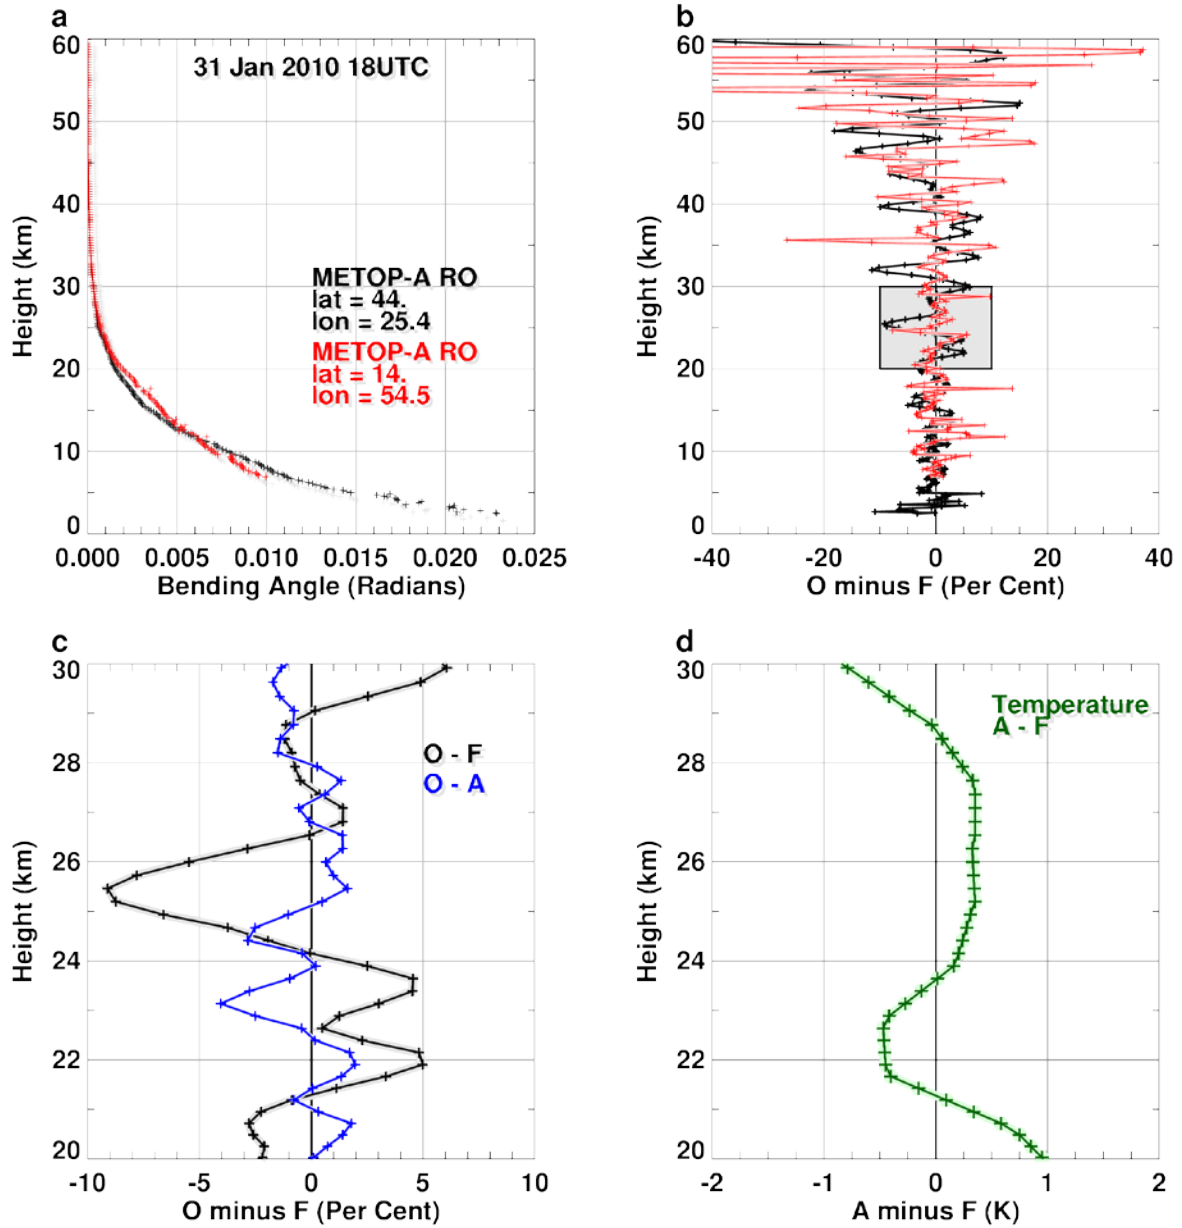 a
60
50
40
30
20
10
0
Height (km)
31 Jan 2010 18UTC
METOP-A RO
lat = 44.
lon = 25.4
METOP-A RO
lat = 14.
lon = 54.5
0.000 0.005 0.010 0.015 0.020 0.025
Bending Angle (Radians)
b
60
50
40
30
20
10
0
Height (km)
-40 -20 0 20 40
O minus F (Per Cent)
c
30
28
26
24
22
20
Height (km)
O - F
O - A
-10 -5 0 5 10
O minus F (Per Cent)
d
30
28
26
24
22
20
Height (km)
Temperature
A - F
-2 -1 0 1 2
A minus F (K)